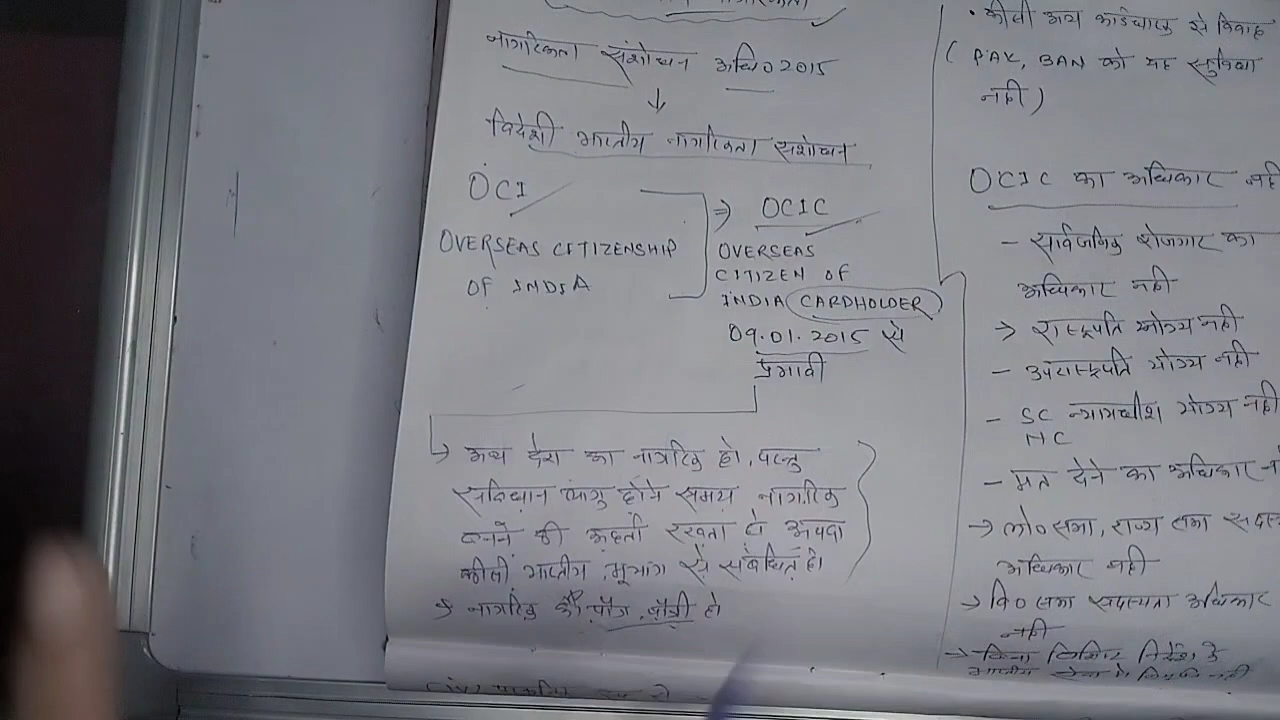 नागरिकता संशोधन अधि० 2015
↓
विदेशी भारतीय नागरिकता संशोधन
OCI
OVERSEAS CITIZENSHIP
OF INDIA
⇒ OCIC
OVERSEAS
CITIZEN OF
INDIA CARDHOLDER
09.01.2015 से
प्रभावी
→ अन्य देश का नागरिक हो, परन्तु
संविधान लागु होने समय नागरिक
बनने की अर्हता रखता हो अथवा
कीसी भारतीय भूभाग से संबंधित हो
→ नागरिक के पौत्र, पौत्री हो
• कीसी अन्य कार्डधारक से विवाह
( PAK, BAN को यह सुविधा
नही )
OCIC का अधिकार नही
- सार्वजनिक रोजगार का
अधिकार नही
→ राष्ट्रपति योग्य नही
- उपराष्ट्रपति योग्य नही
- SC न्यायाधीश योग्य नही
HC
- मत देने का अधिकार
→ लो० सभा, राज्य सभा
अधिकार नही
→ वि० सभा सदस्यता अधिकार
नही
→ बिना